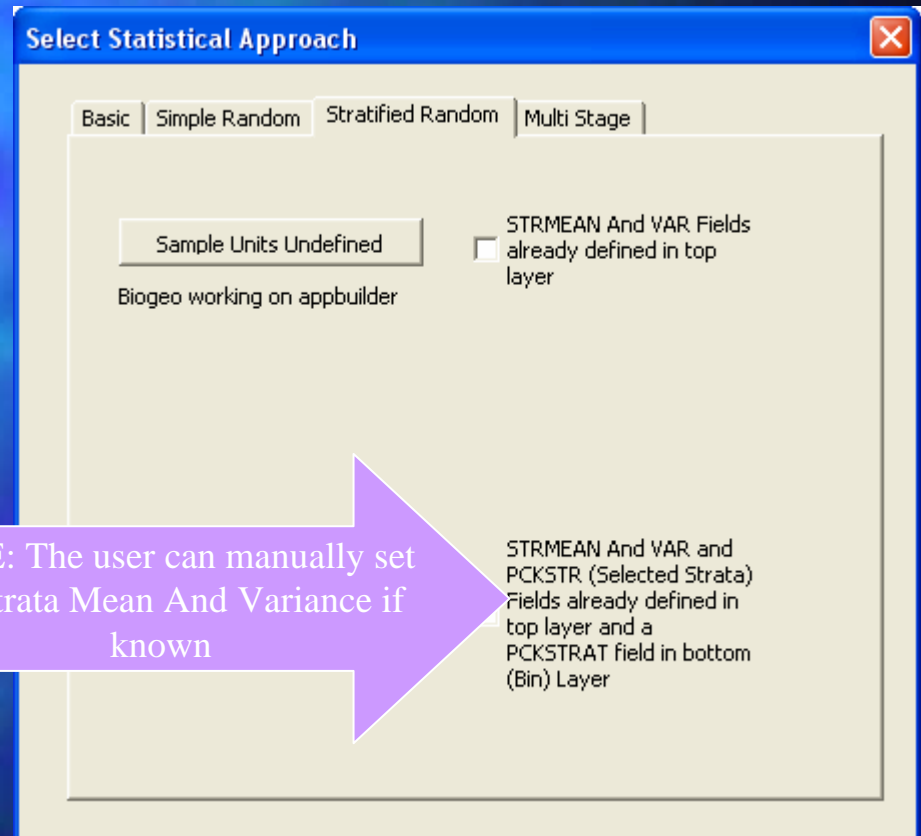 Select Statistical Approach
Basic Simple Random Stratified Random Multi Stage
Sample Units Undefined
Biogeo working on appbuilder
STRMEAN And VAR Fields
already defined in top
layer
: The user can manually set
Mean And Variance if
known
STRMEAN And VAR and
PCKSTR (Selected Strata)
Fields already defined in
top layer and a
PCKSTRAT field in bottom
(Bin) Layer